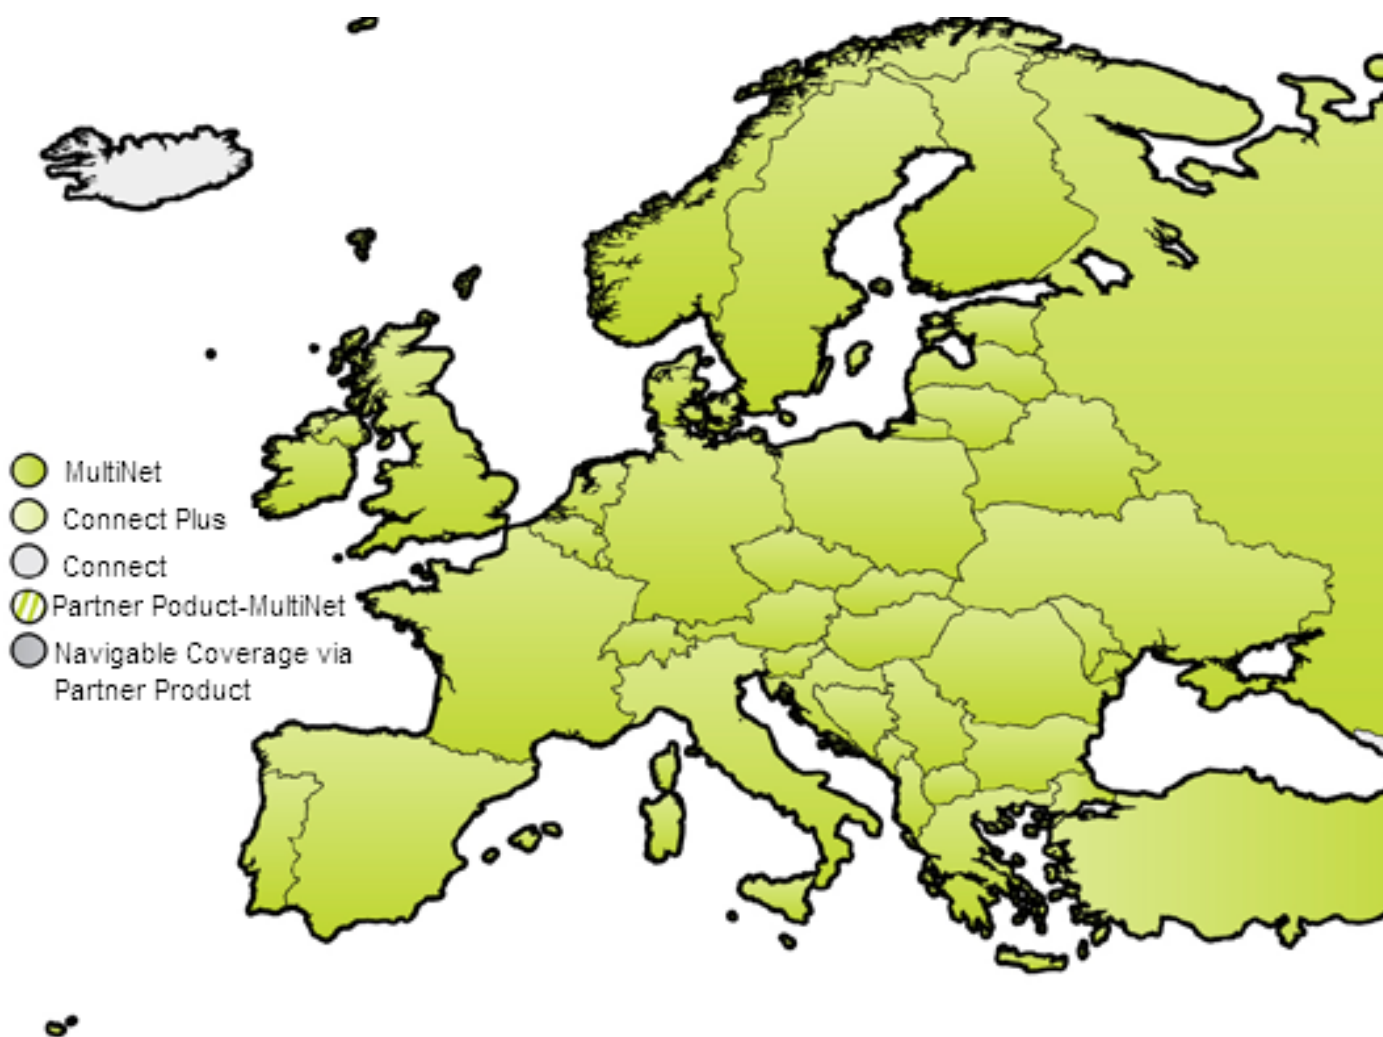 MultiNet
Connect Plus
Connect
Partner Poduct-MultiNet
Navigable Coverage via
Partner Product